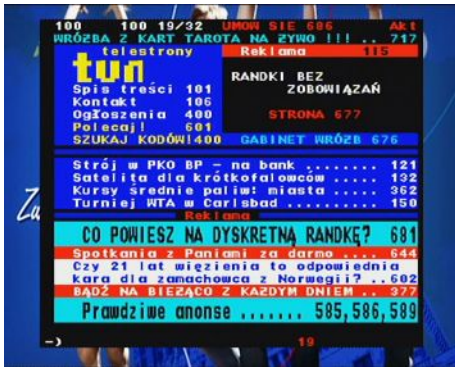 100 100 19/32 UMOW SIE 686 Akt
WRÓŻBA Z KART TAROTA NA ŻYWO !!! .. 717
telestrony
Reklama 115
tvn
RANDKI BEZ
ZOBOWIĄZAŃ
Spis treści 101
Kontakt 106
Ogłoszenia 400
STRONA 677
Polecaj! 601
SZUKAJ KODÓW!400 GABINET WRÓŻB 676
Strój w PKO BP - na bank ........ 121
Satelita dla krótkofalowców ..... 132
Kursy średnie paliw: miasta ..... 362
Turniej WTA w Carlsbad .......... 150
Reklama
CO POWIESZ NA DYSKRETNĄ RANDKĘ? 681
Spotkania z Paniami za darmo .... 644
Czy 21 lat więzienia to odpowiednia
kara dla zamachowca z Norwegii? ..602
BĄDŹ NA BIEŻĄCO Z KAŻDYM DNIEM .. 377
Prawdziwe anonse ....... 585,586,589
—) 19